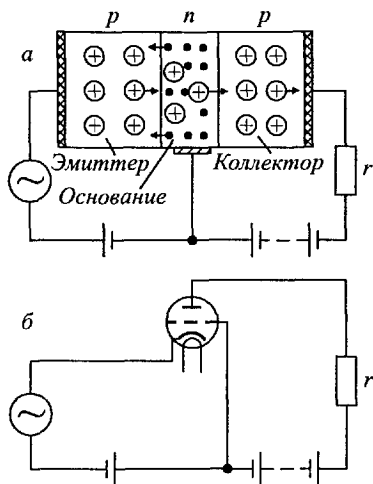 p n p
а
Эмиттер
Основание
Коллектор
r
б
r